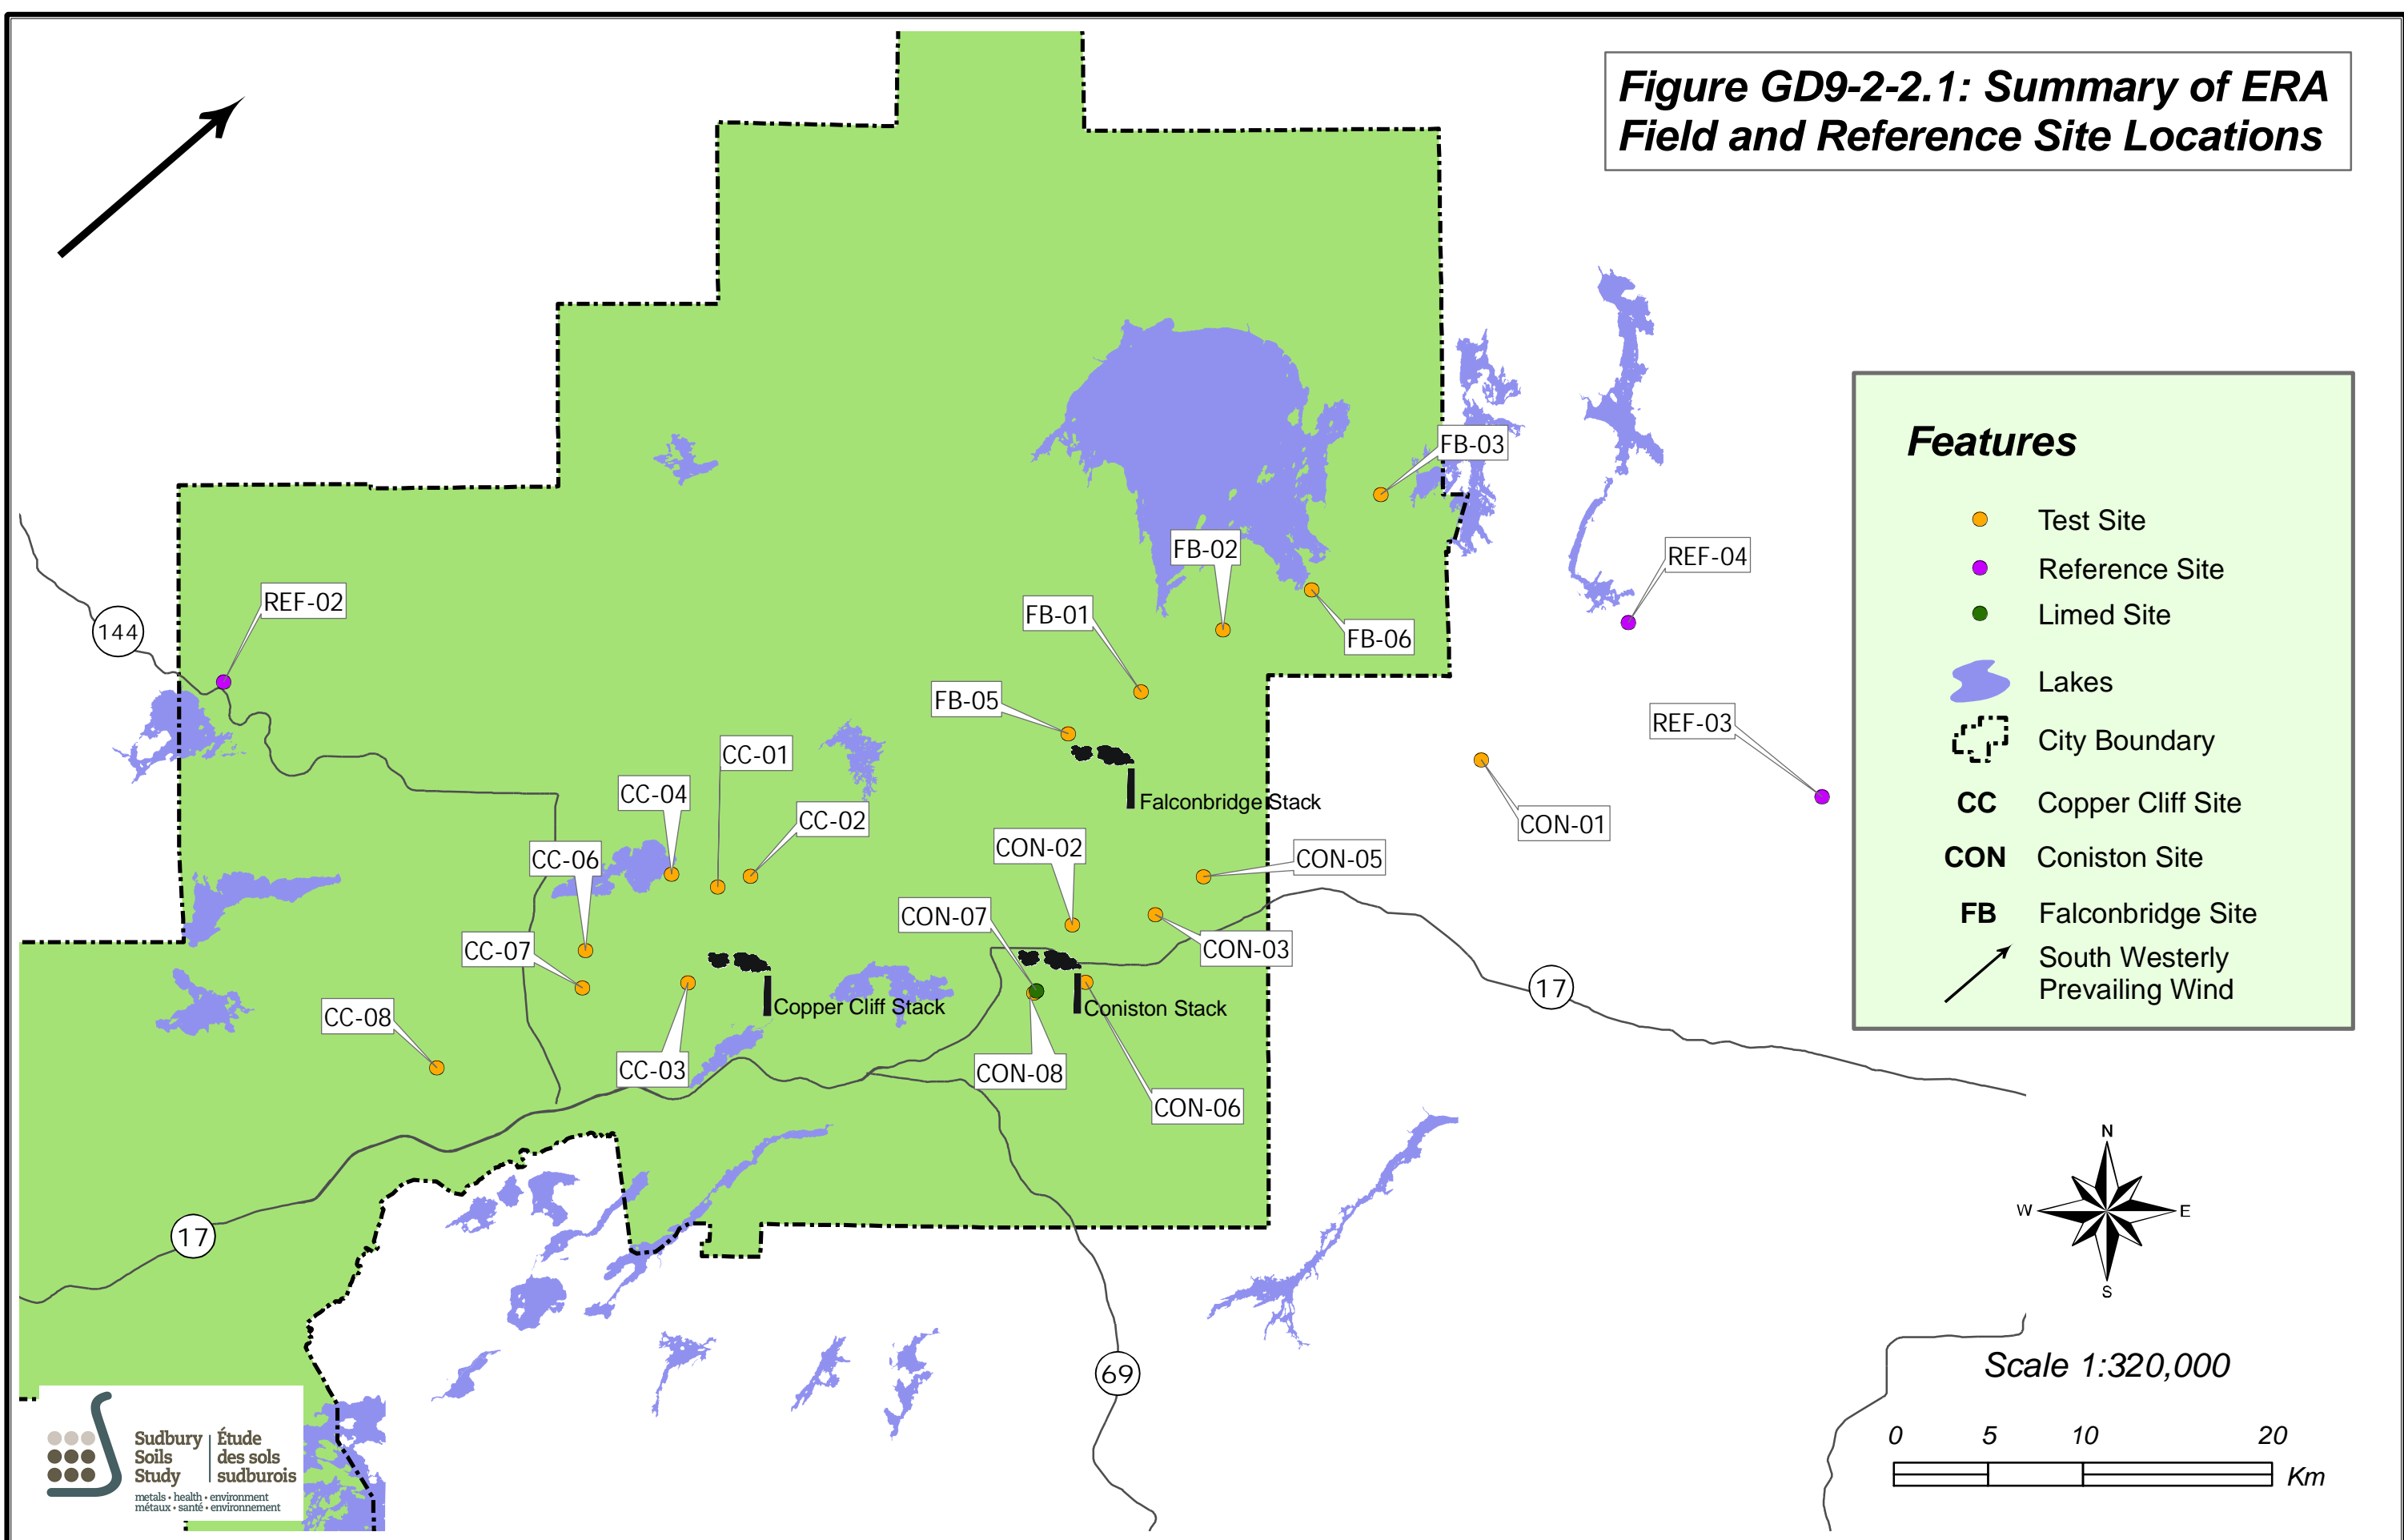 Figure GD9-2-2.1: Summary of ERA
Field and Reference Site Locations
FB-03
FB-02
REF-04
REF-02
FB-01
FB-06
144
FB-05
REF-03
CC-01
CC-04
Falconbridge Stack
CC-02
CON-01
CON-02
CC-06
CON-05
CON-07
CC-07
CON-03
17
Copper Cliff Stack
Coniston Stack
CC-08
CC-03
CON-08
CON-06
17
69
Features
Test Site
Reference Site
Limed Site
Lakes
City Boundary
CC Copper Cliff Site
CON Coniston Site
FB Falconbridge Site
South Westerly
Prevailing Wind
N
W E
S
Scale 1:320,000
0 5 10 20
Km
Sudbury
Soils
Study
Étude
des sols
sudburois
metals • health • environment
métaux • santé • environnement